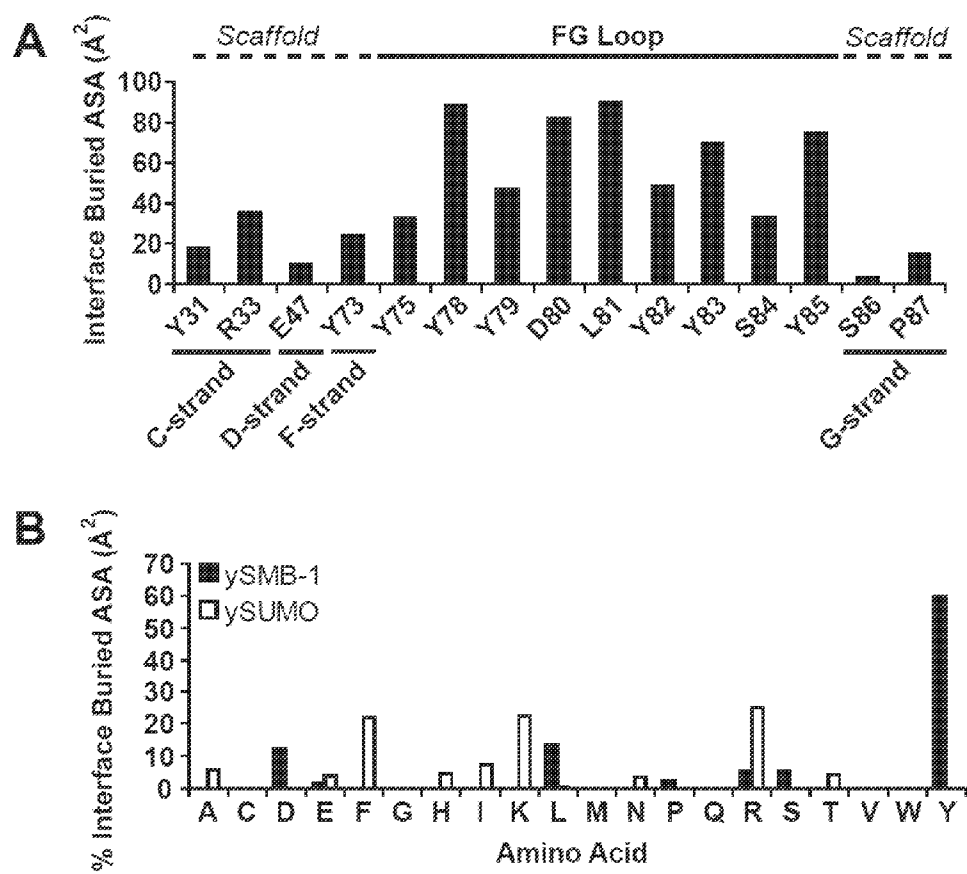 A
Scaffold FG Loop Scaffold
Interface Buried ASA (Å²)
100
80
60
40
20
0
Y31 R33 E47 Y73 Y75 Y78 Y79 D80 L81 Y82 Y83 S84 Y85 S86 P87
C-strand D-strand F-strand G-strand
B
% Interface Buried ASA (Å²)
70
60
50
40
30
20
10
0
ySMB-1
ySUMO
A C D E F G H I K L M N P Q R S T V W Y
Amino Acid